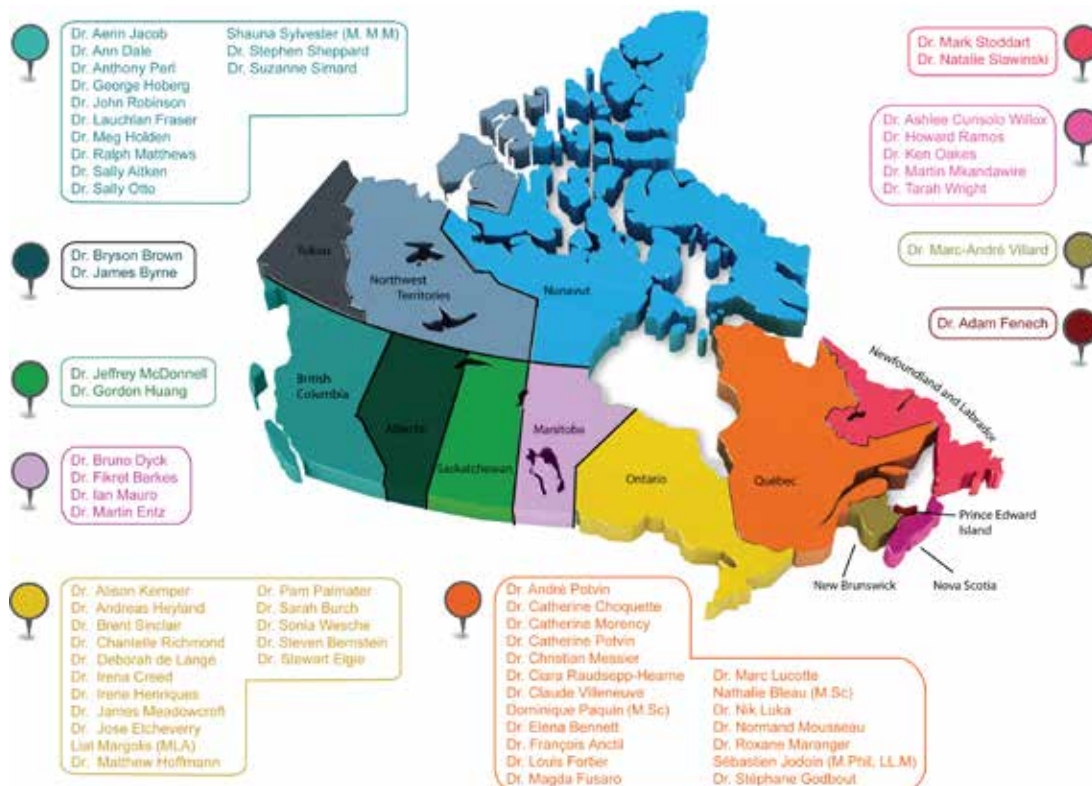 Dr. Aerin Jacob
Dr. Ann Dale
Dr. Anthony Perl
Dr. George Hoberg
Dr. John Robinson
Dr. Lauchlan Fraser
Dr. Meg Holden
Dr. Ralph Matthews
Dr. Sally Aitken
Dr. Sally Otto
Shauna Sylvester (M. M.M)
Dr. Stephen Sheppard
Dr. Suzanne Simard
Dr. Bryson Brown
Dr. James Byrne
Dr. Jeffrey McDonnell
Dr. Gordon Huang
Dr. Bruno Dyck
Dr. Fikret Berkes
Dr. Ian Mauro
Dr. Martin Entz
Dr. Alison Kemper
Dr. Andreas Heyland
Dr. Brent Sinclair
Dr. Chantelle Richmond
Dr. Deborah de Lange
Dr. Irena Creed
Dr. Irene Henriques
Dr. James Meadowcroft
Dr. Jose Etcheverry
Liat Margolis (MLA)
Dr. Matthew Hoffmann
Dr. Pam Palmater
Dr. Sarah Burch
Dr. Sonia Wesche
Dr. Steven Bernstein
Dr. Stewart Elgie
Dr. André Potvin
Dr. Catherine Choquette
Dr. Catherine Morency
Dr. Catherine Potvin
Dr. Christian Messier
Dr. Ciara Raudsepp-Hearne
Dr. Claude Villeneuve
Dominique Paquin (M.Sc)
Dr. Elena Bennett
Dr. François Anctil
Dr. Louis Fortier
Dr. Magda Fusaro
Dr. Marc Lucotte
Nathalie Bleau (M.Sc)
Dr. Nik Luka
Dr. Normand Mousseau
Dr. Roxane Maranger
Sébastien Jodoin (M.Phil, LL.M)
Dr. Stéphane Godbout
Dr. Mark Stoddart
Dr. Natalie Slawinski
Dr. Ashlee Cunsolo Willox
Dr. Howard Ramos
Dr. Ken Oakes
Dr. Martin Mkandawire
Dr. Tarah Wright
Dr. Marc-André Villard
Dr. Adam Fenech
Yukon
Northwest
Territories
Nunavut
British
Columbia
Alberta
Saskatchewan
Manitoba
Ontario
Québec
Newfoundland and Labrador
Prince Edward
Island
New Brunswick
Nova Scotia